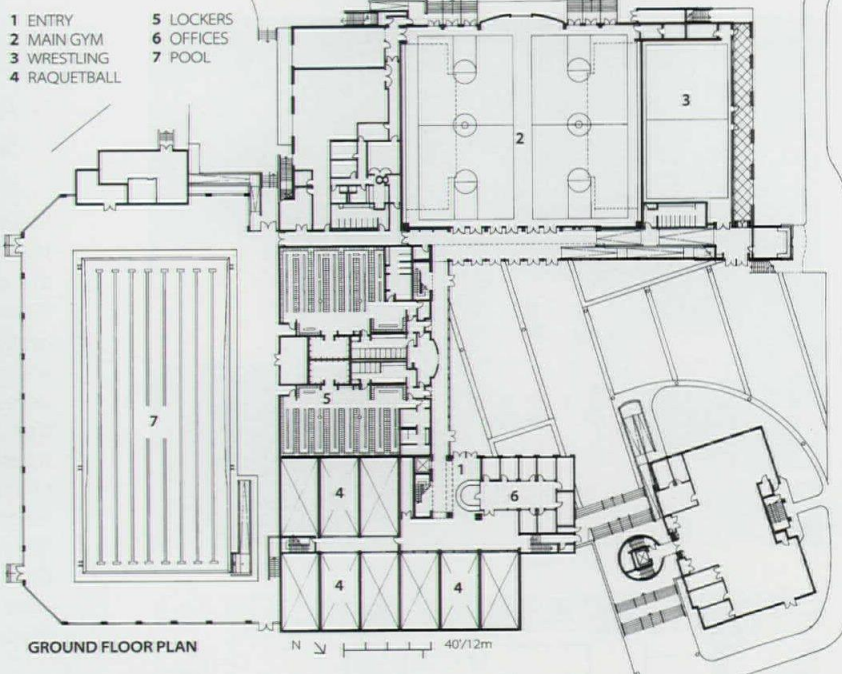 1 ENTRY
2 MAIN GYM
3 WRESTLING
4 RAQUETBALL
5 LOCKERS
6 OFFICES
7 POOL
2
3
7
5
1
4
6
4
4
GROUND FLOOR PLAN
N
40'/12m